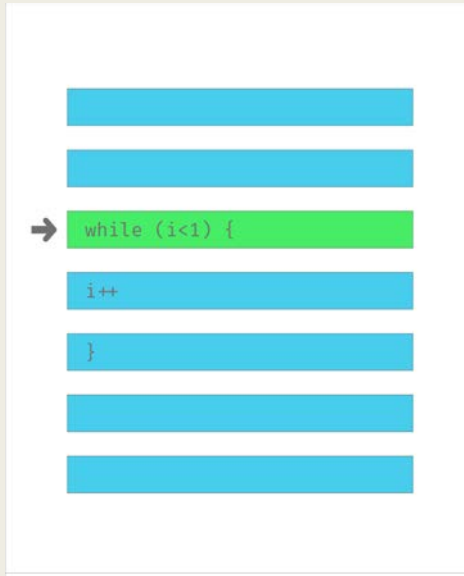 while (i<1) {
i++
}